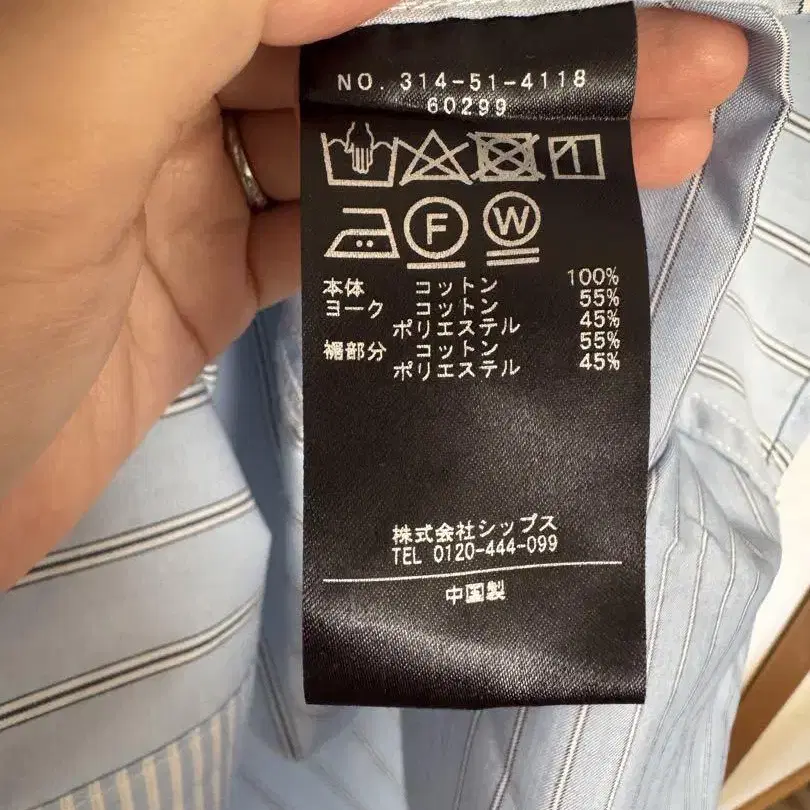 NO. 314-51-4118
60299
F W
本体 コットン 100%
ヨーク コットン 55%
ポリエステル 45%
裾部分 コットン 55%
ポリエステル 45%
株式会社シップス
TEL 0120-444-099
中国製